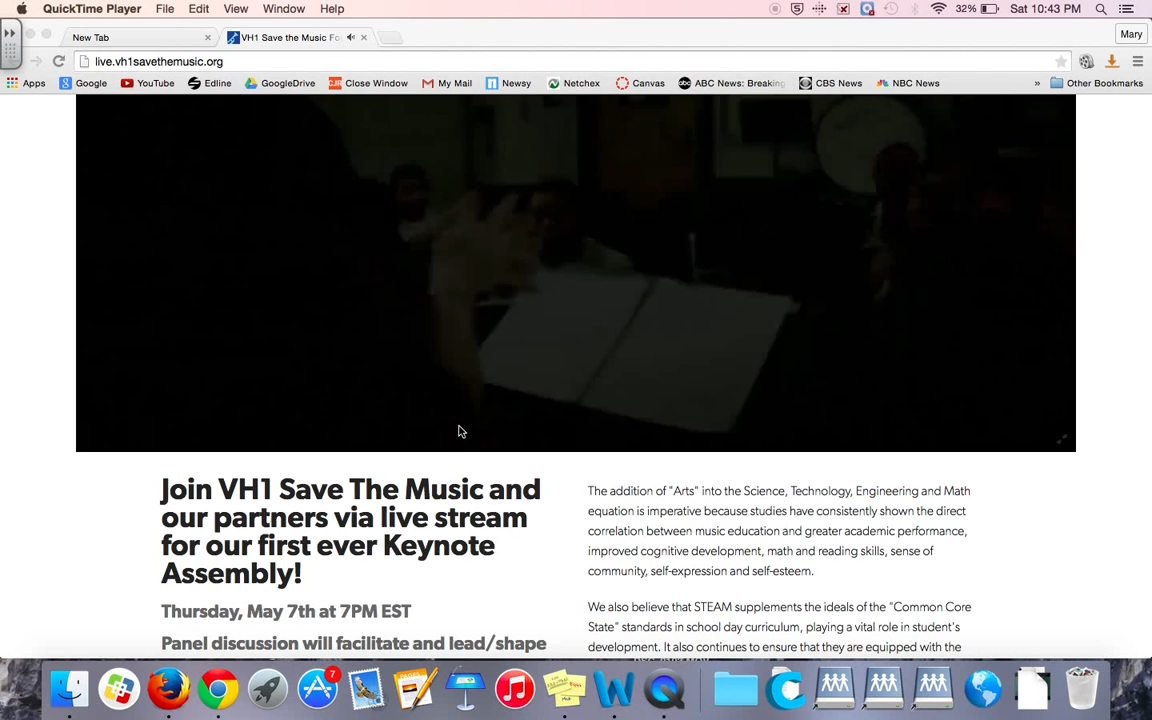 QuickTime Player File Edit View Window Help 32% Sat 10:43 PM
New Tab VH1 Save the Music Fo Mary
live.vh1savethemusic.org
Apps Google YouTube Edline GoogleDrive Close Window My Mail Newsy Netchex Canvas ABC News: Breaking CBS News NBC News » Other Bookmarks
Join VH1 Save The Music and
our partners via live stream
for our first ever Keynote
Assembly!
Thursday, May 7th at 7PM EST
Panel discussion will facilitate and lead/shape
The addition of "Arts" into the Science, Technology, Engineering and Math
equation is imperative because studies have consistently shown the direct
correlation between music education and greater academic performance,
improved cognitive development, math and reading skills, sense of
community, self-expression and self-esteem.
We also believe that STEAM supplements the ideals of the "Common Core
State" standards in school day curriculum, playing a vital role in student's
development. It also continues to ensure that they are equipped with the
7